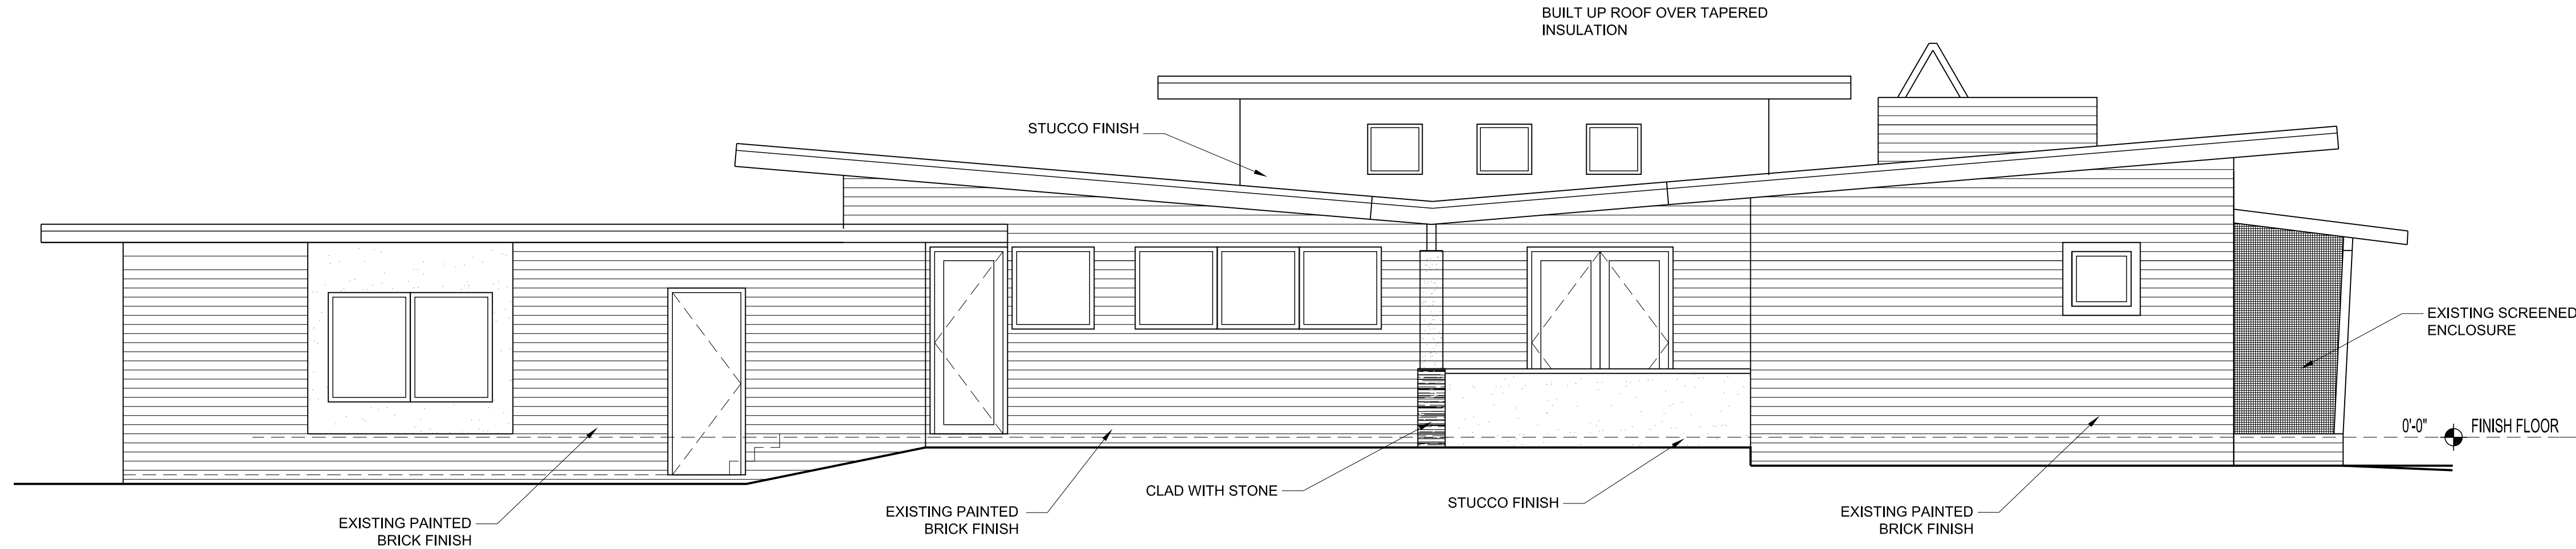 BUILT UP ROOF OVER TAPERED
INSULATION
STUCCO FINISH
EXISTING SCREENED
ENCLOSURE
0'-0"
FINISH FLOOR
CLAD WITH STONE
STUCCO FINISH
EXISTING PAINTED
BRICK FINISH
EXISTING PAINTED
BRICK FINISH
EXISTING PAINTED
BRICK FINISH